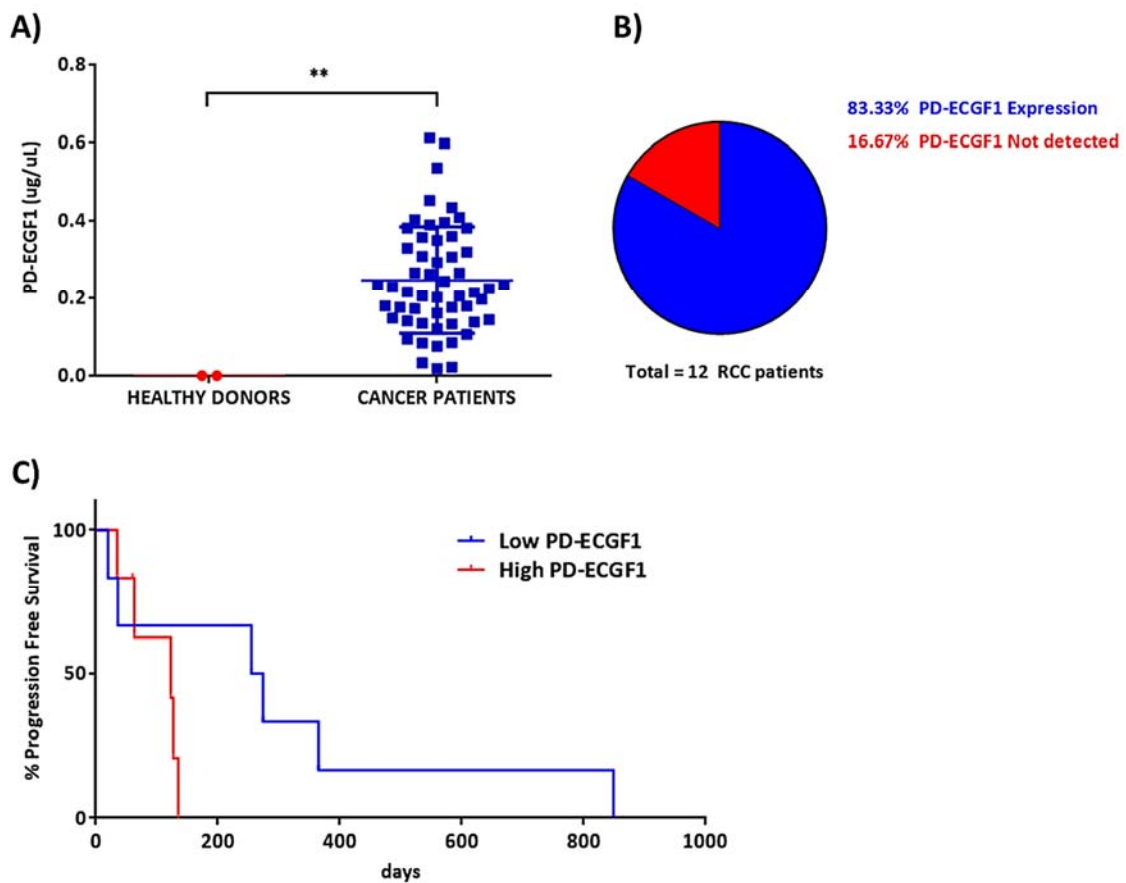 A)
B)
0.8
0.6
0.4
0.2
0.0
PD-ECGF1 (ug/uL)
**
HEALTHY DONORS
CANCER PATIENTS
83.33% PD-ECGF1 Expression
16.67% PD-ECGF1 Not detected
Total = 12 RCC patients
C)
100
50
0
% Progression Free Survival
Low PD-ECGF1
High PD-ECGF1
0 200 400 600 800 1000
days